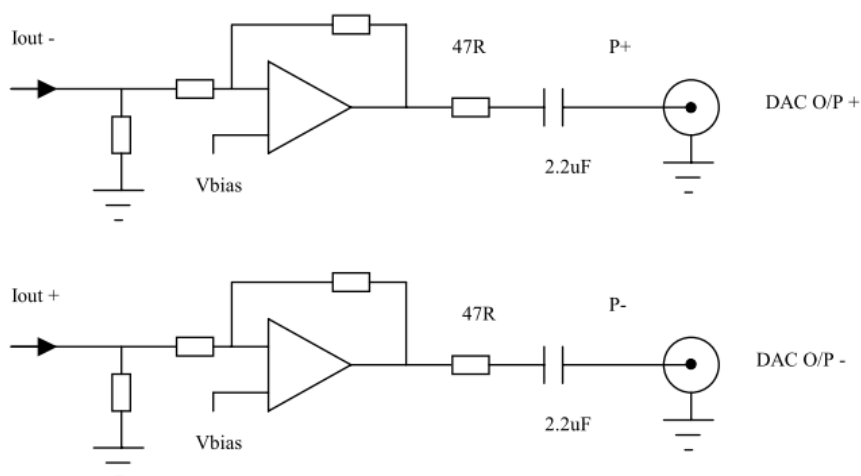 Iout -
47R
P+
DAC O/P +
Vbias
2.2uF
Iout +
47R
P-
DAC O/P -
Vbias
2.2uF